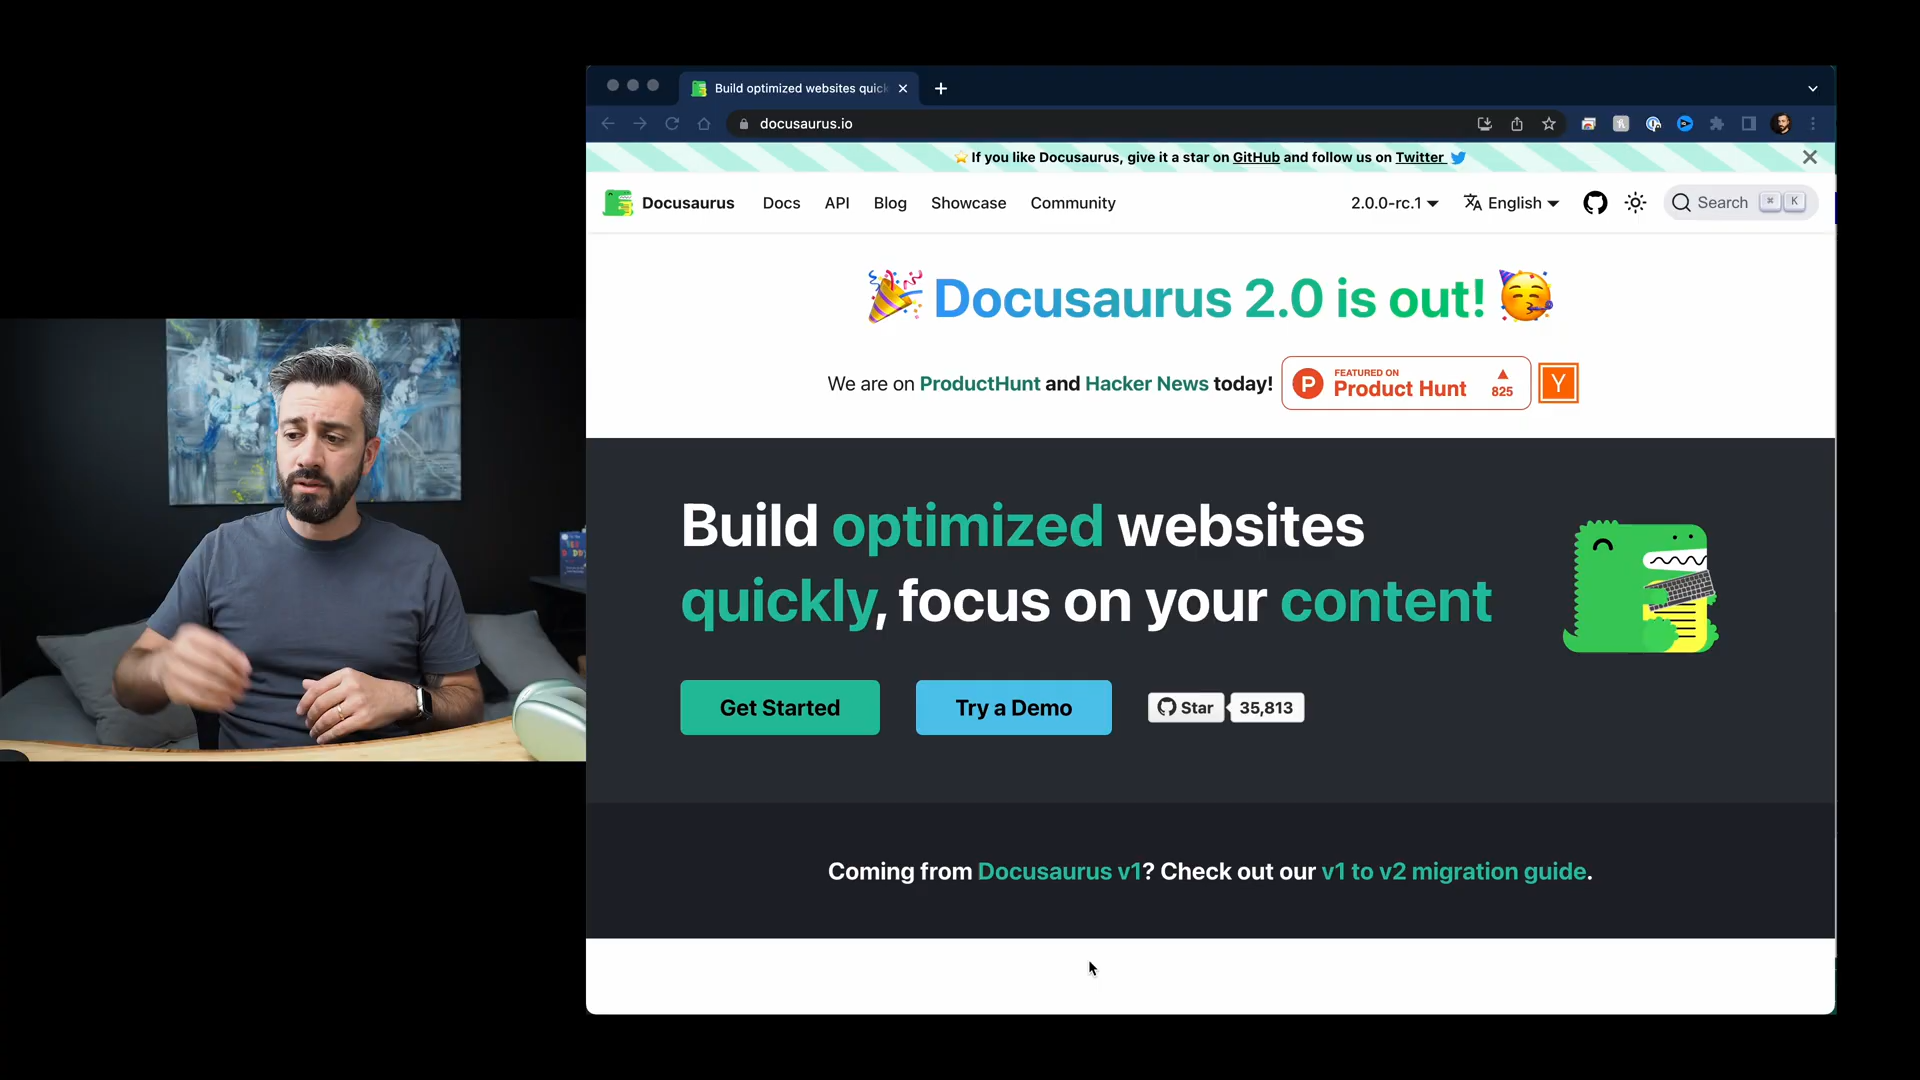 Build optimized websites quick
docusaurus.io
⭐️ If you like Docusaurus, give it a star on GitHub and follow us on Twitter
Docusaurus Docs API Blog Showcase Community 2.0.0-rc.1 English Search ⌘ K
🎉 Docusaurus 2.0 is out! 🥳
We are on ProductHunt and Hacker News today! P FEATURED ON Product Hunt ▲ 825 Y
Build optimized websites
quickly, focus on your content
Get Started Try a Demo Star 35,813
Coming from Docusaurus v1? Check out our v1 to v2 migration guide.